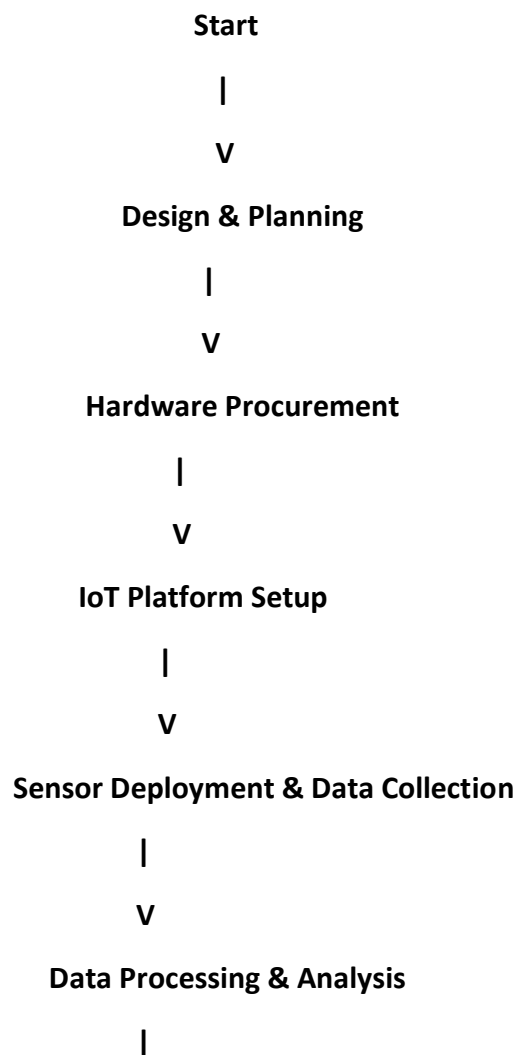 Start
|
V
Design & Planning
|
V
Hardware Procurement
|
V
IoT Platform Setup
|
V
Sensor Deployment & Data Collection
|
V
Data Processing & Analysis
|